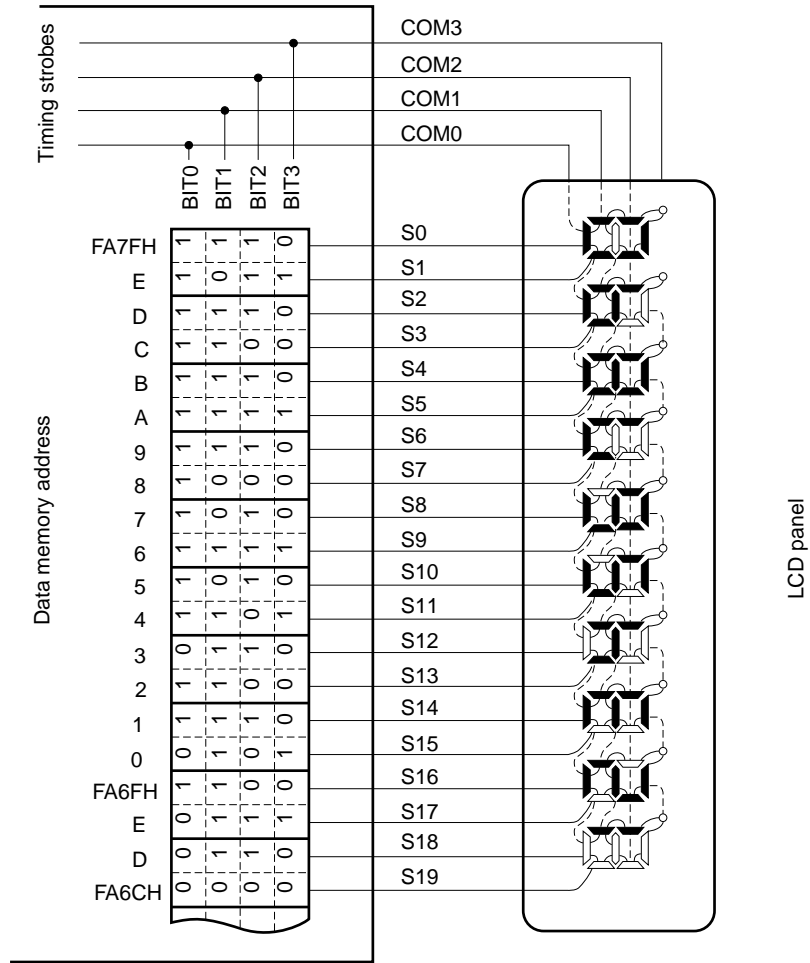 Timing strobes
COM3
COM2
COM1
COM0
BIT0 BIT1 BIT2 BIT3
Data memory address
FA7FH 1 1 1 0 S0
E 1 0 1 1 S1
D 1 1 1 0 S2
C 1 1 0 0 S3
B 1 1 1 0 S4
A 1 1 1 1 S5
9 1 1 1 0 S6
8 1 0 0 0 S7
7 1 0 1 0 S8
6 1 1 1 1 S9
5 1 0 1 0 S10
4 1 1 0 1 S11
3 0 1 1 0 S12
2 1 1 0 0 S13
1 1 1 1 0 S14
0 0 1 0 1 S15
FA6FH 1 1 0 0 S16
E 0 1 1 1 S17
D 0 1 1 0 S18
FA6CH 0 0 0 0 S19
LCD panel